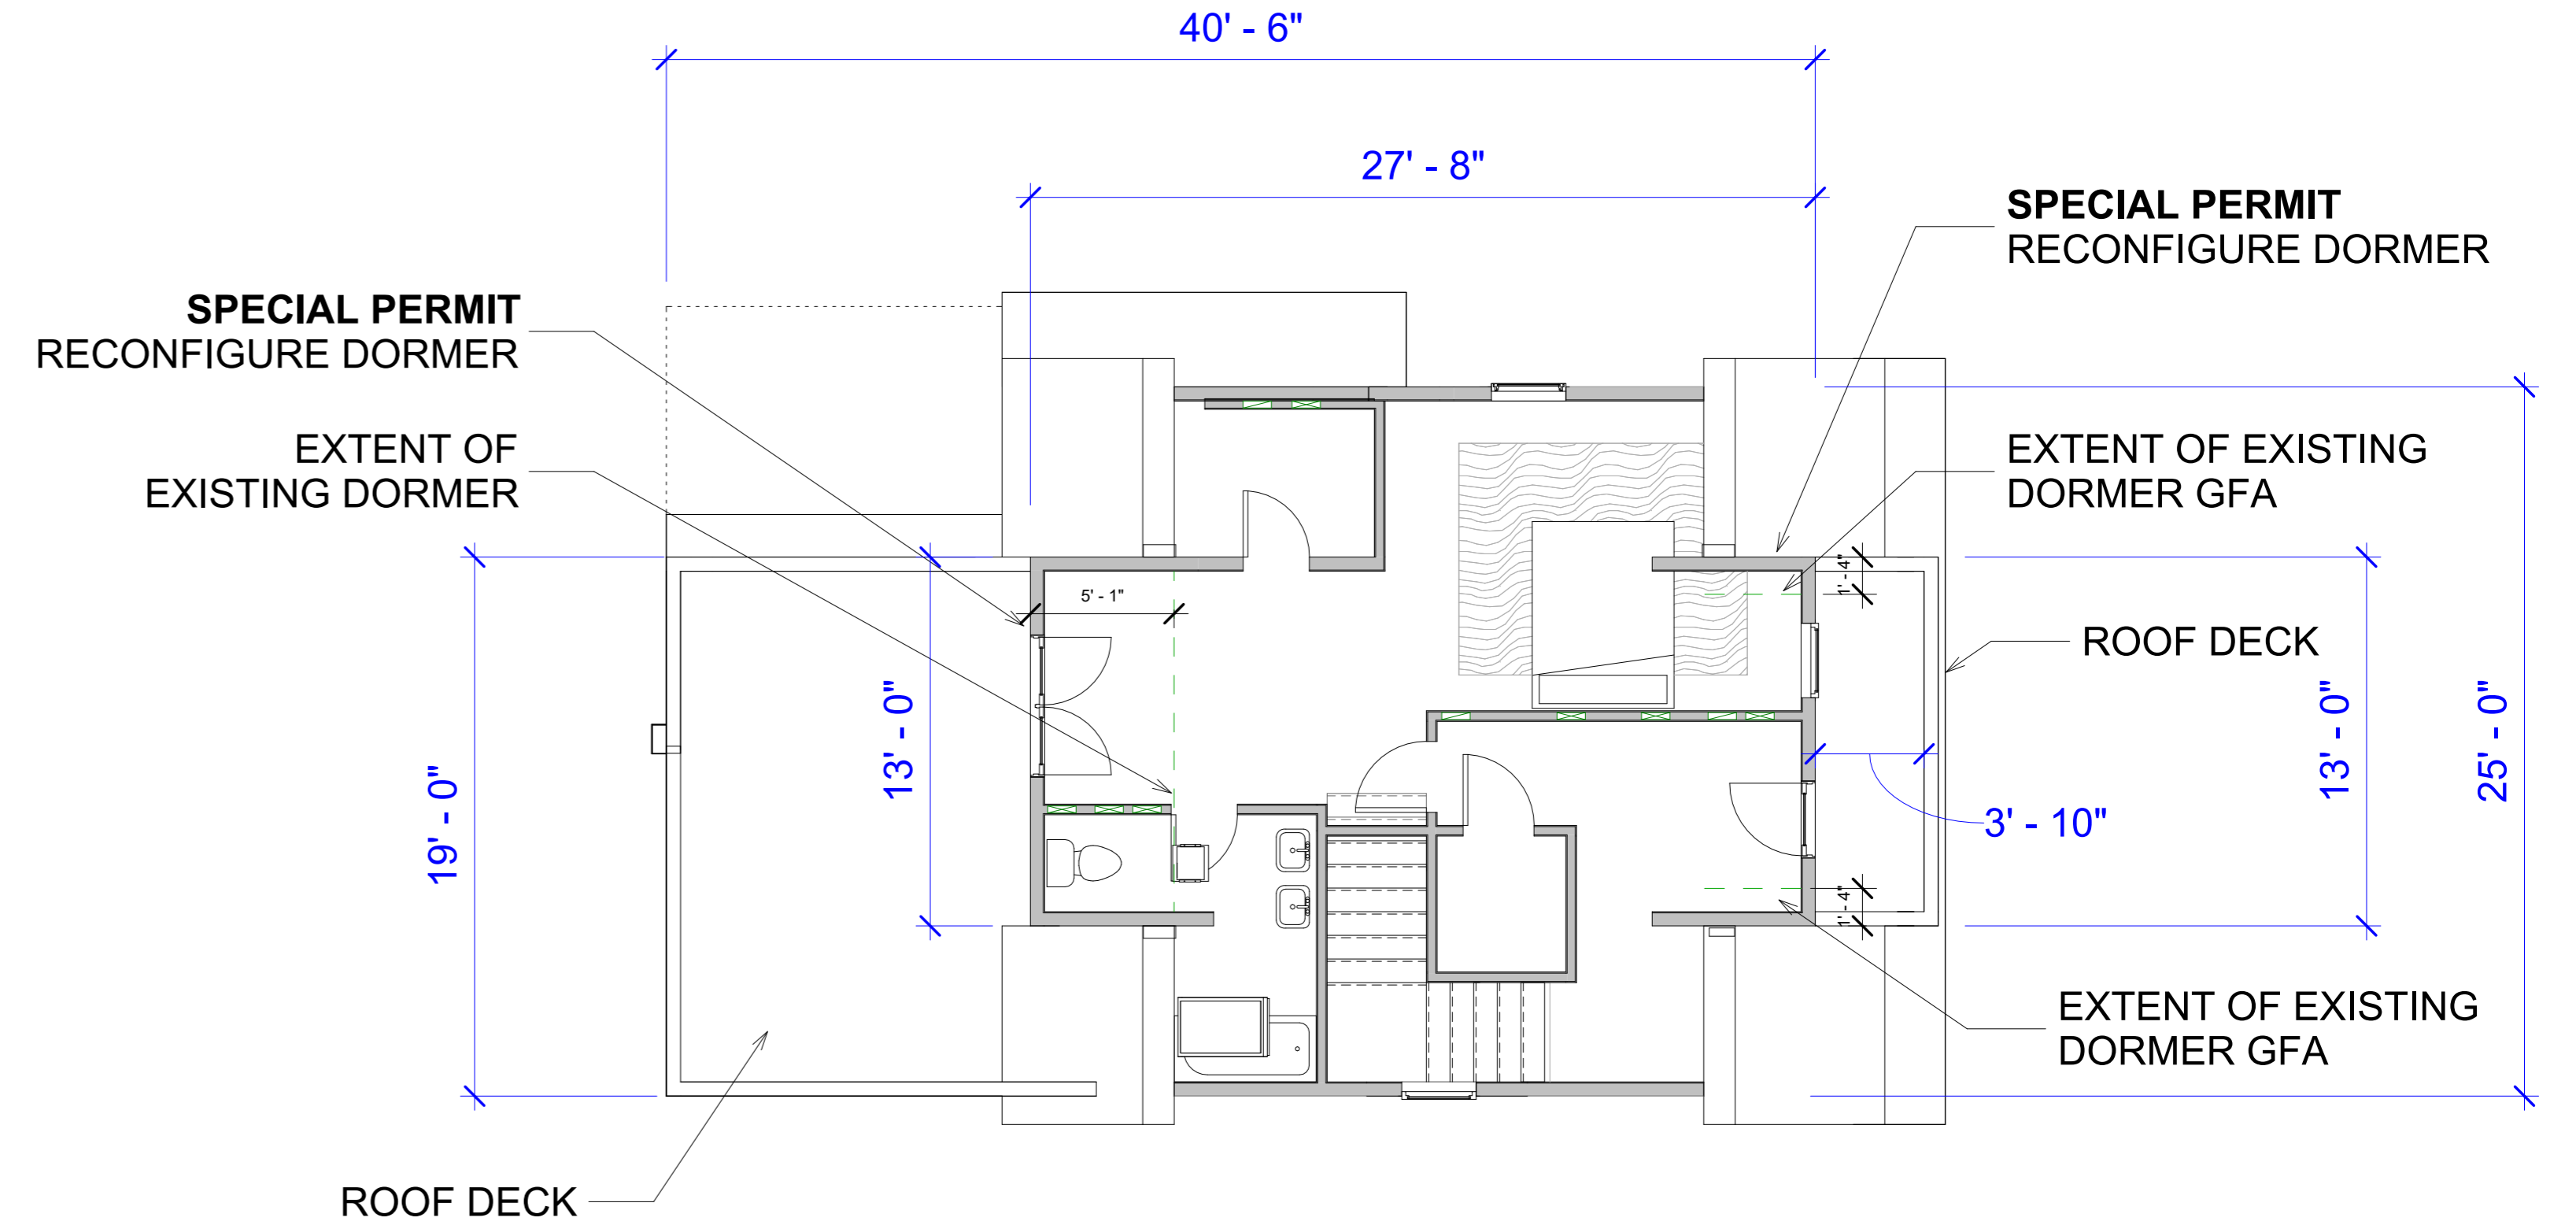 40' - 6"
27' - 8"
SPECIAL PERMIT
RECONFIGURE DORMER
SPECIAL PERMIT
RECONFIGURE DORMER
EXTENT OF
EXISTING DORMER
EXTENT OF EXISTING
DORMER GFA
1' - 4"
5' - 1"
ROOF DECK
13' - 0"
19' - 0"
13' - 0"
25' - 0"
3' - 10"
1' - 4"
EXTENT OF EXISTING
DORMER GFA
ROOF DECK